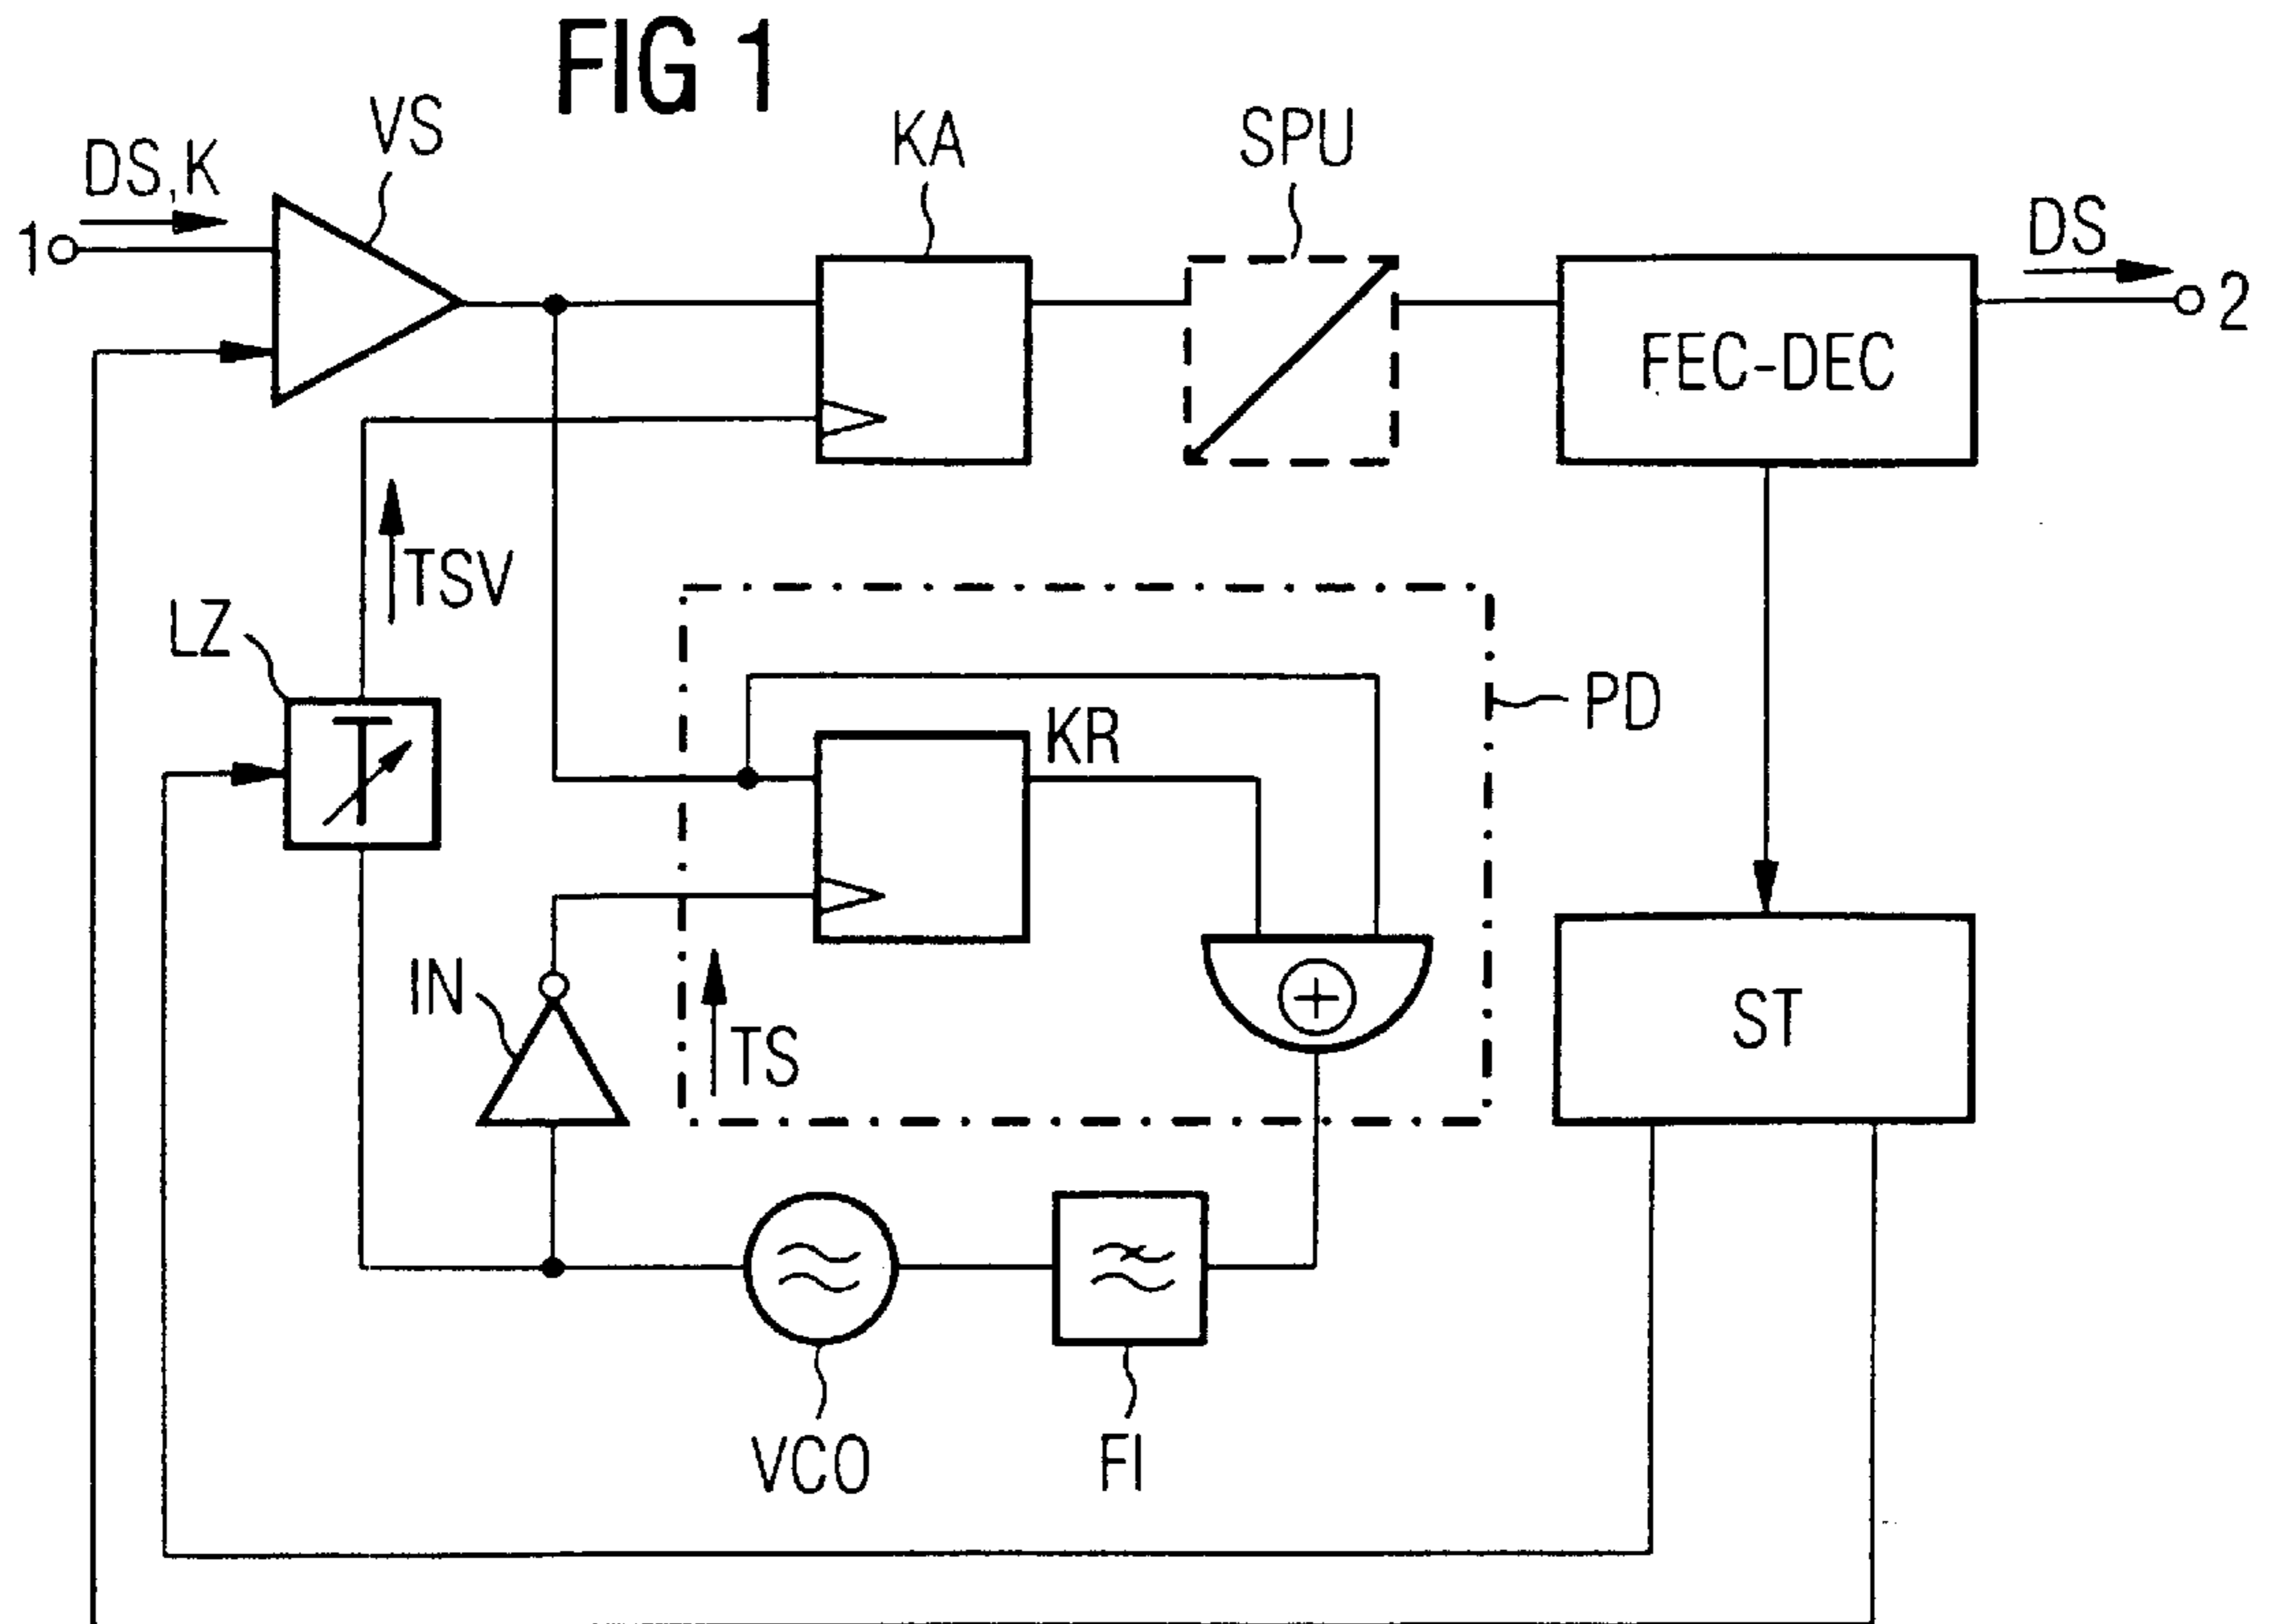 FIG 1
DS,K
VS
KA
SPU
DS
1
2
FEC-DEC
TSV
LZ
PD
KR
IN
TS
ST
VCO
FI